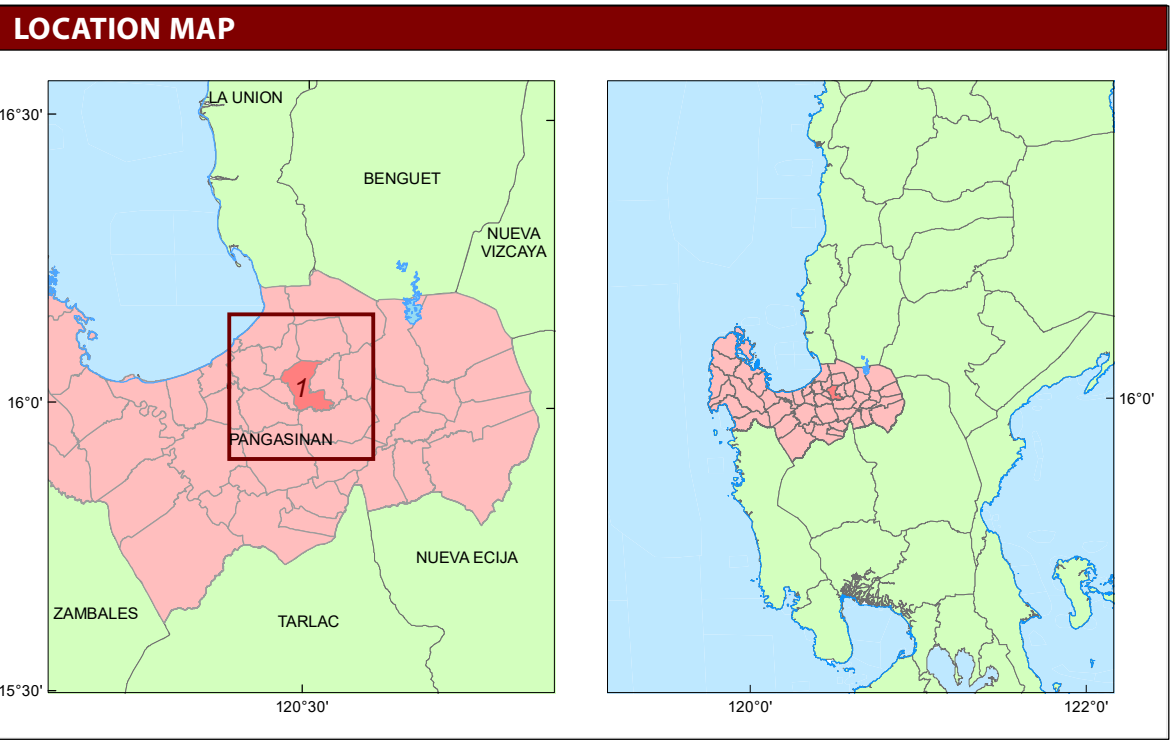 LOCATION MAP
LA UNION
16°30'
BENGUET
NUEVA
VIZCAYA
1
16°0'
PANGASINAN
NUEVA ECIJA
ZAMBALES
TARLAC
15°30'
120°30'
16°0'
120°0'
122°0'